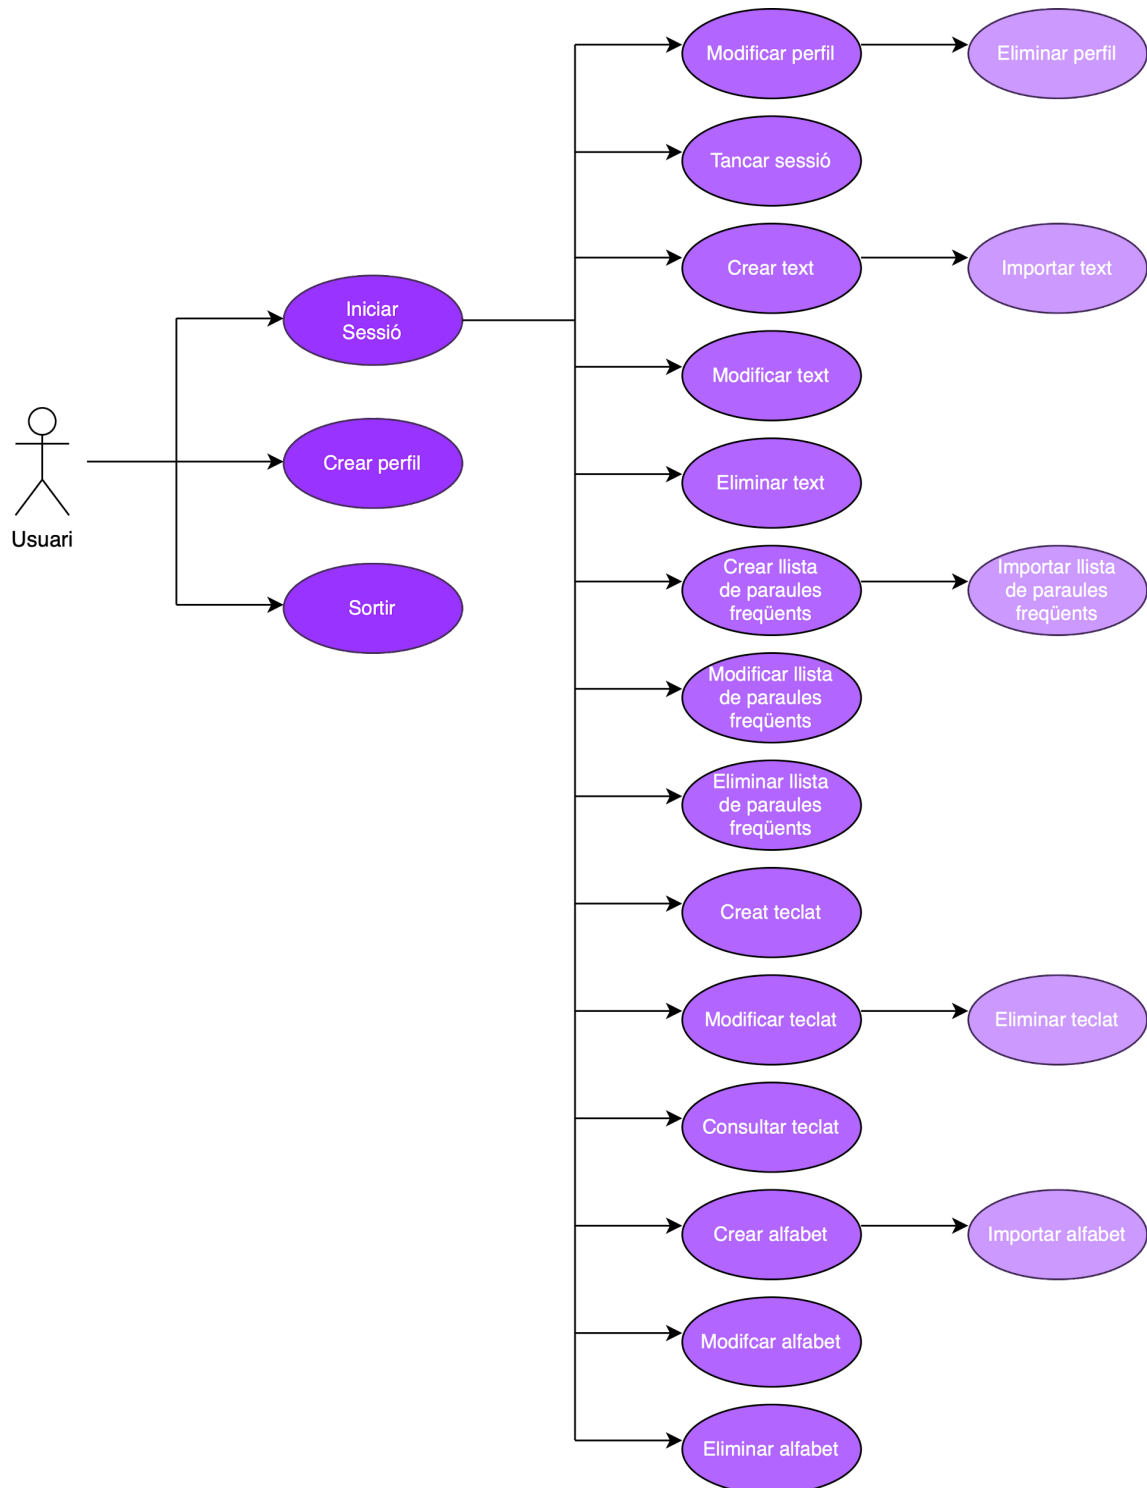 Modificar perfil
Eliminar perfil
Tancar sessió
Crear text
Importar text
Iniciar
Sessió
Modificar text
Crear perfil
Eliminar text
Usuari
Crear llista
de paraules
freqüents
Importar llista
de paraules
freqüents
Sortir
Modificar llista
de paraules
freqüents
Eliminar llista
de paraules
freqüents
Creat teclat
Modificar teclat
Eliminar teclat
Consultar teclat
Crear alfabet
Importar alfabet
Modifcar alfabet
Eliminar alfabet